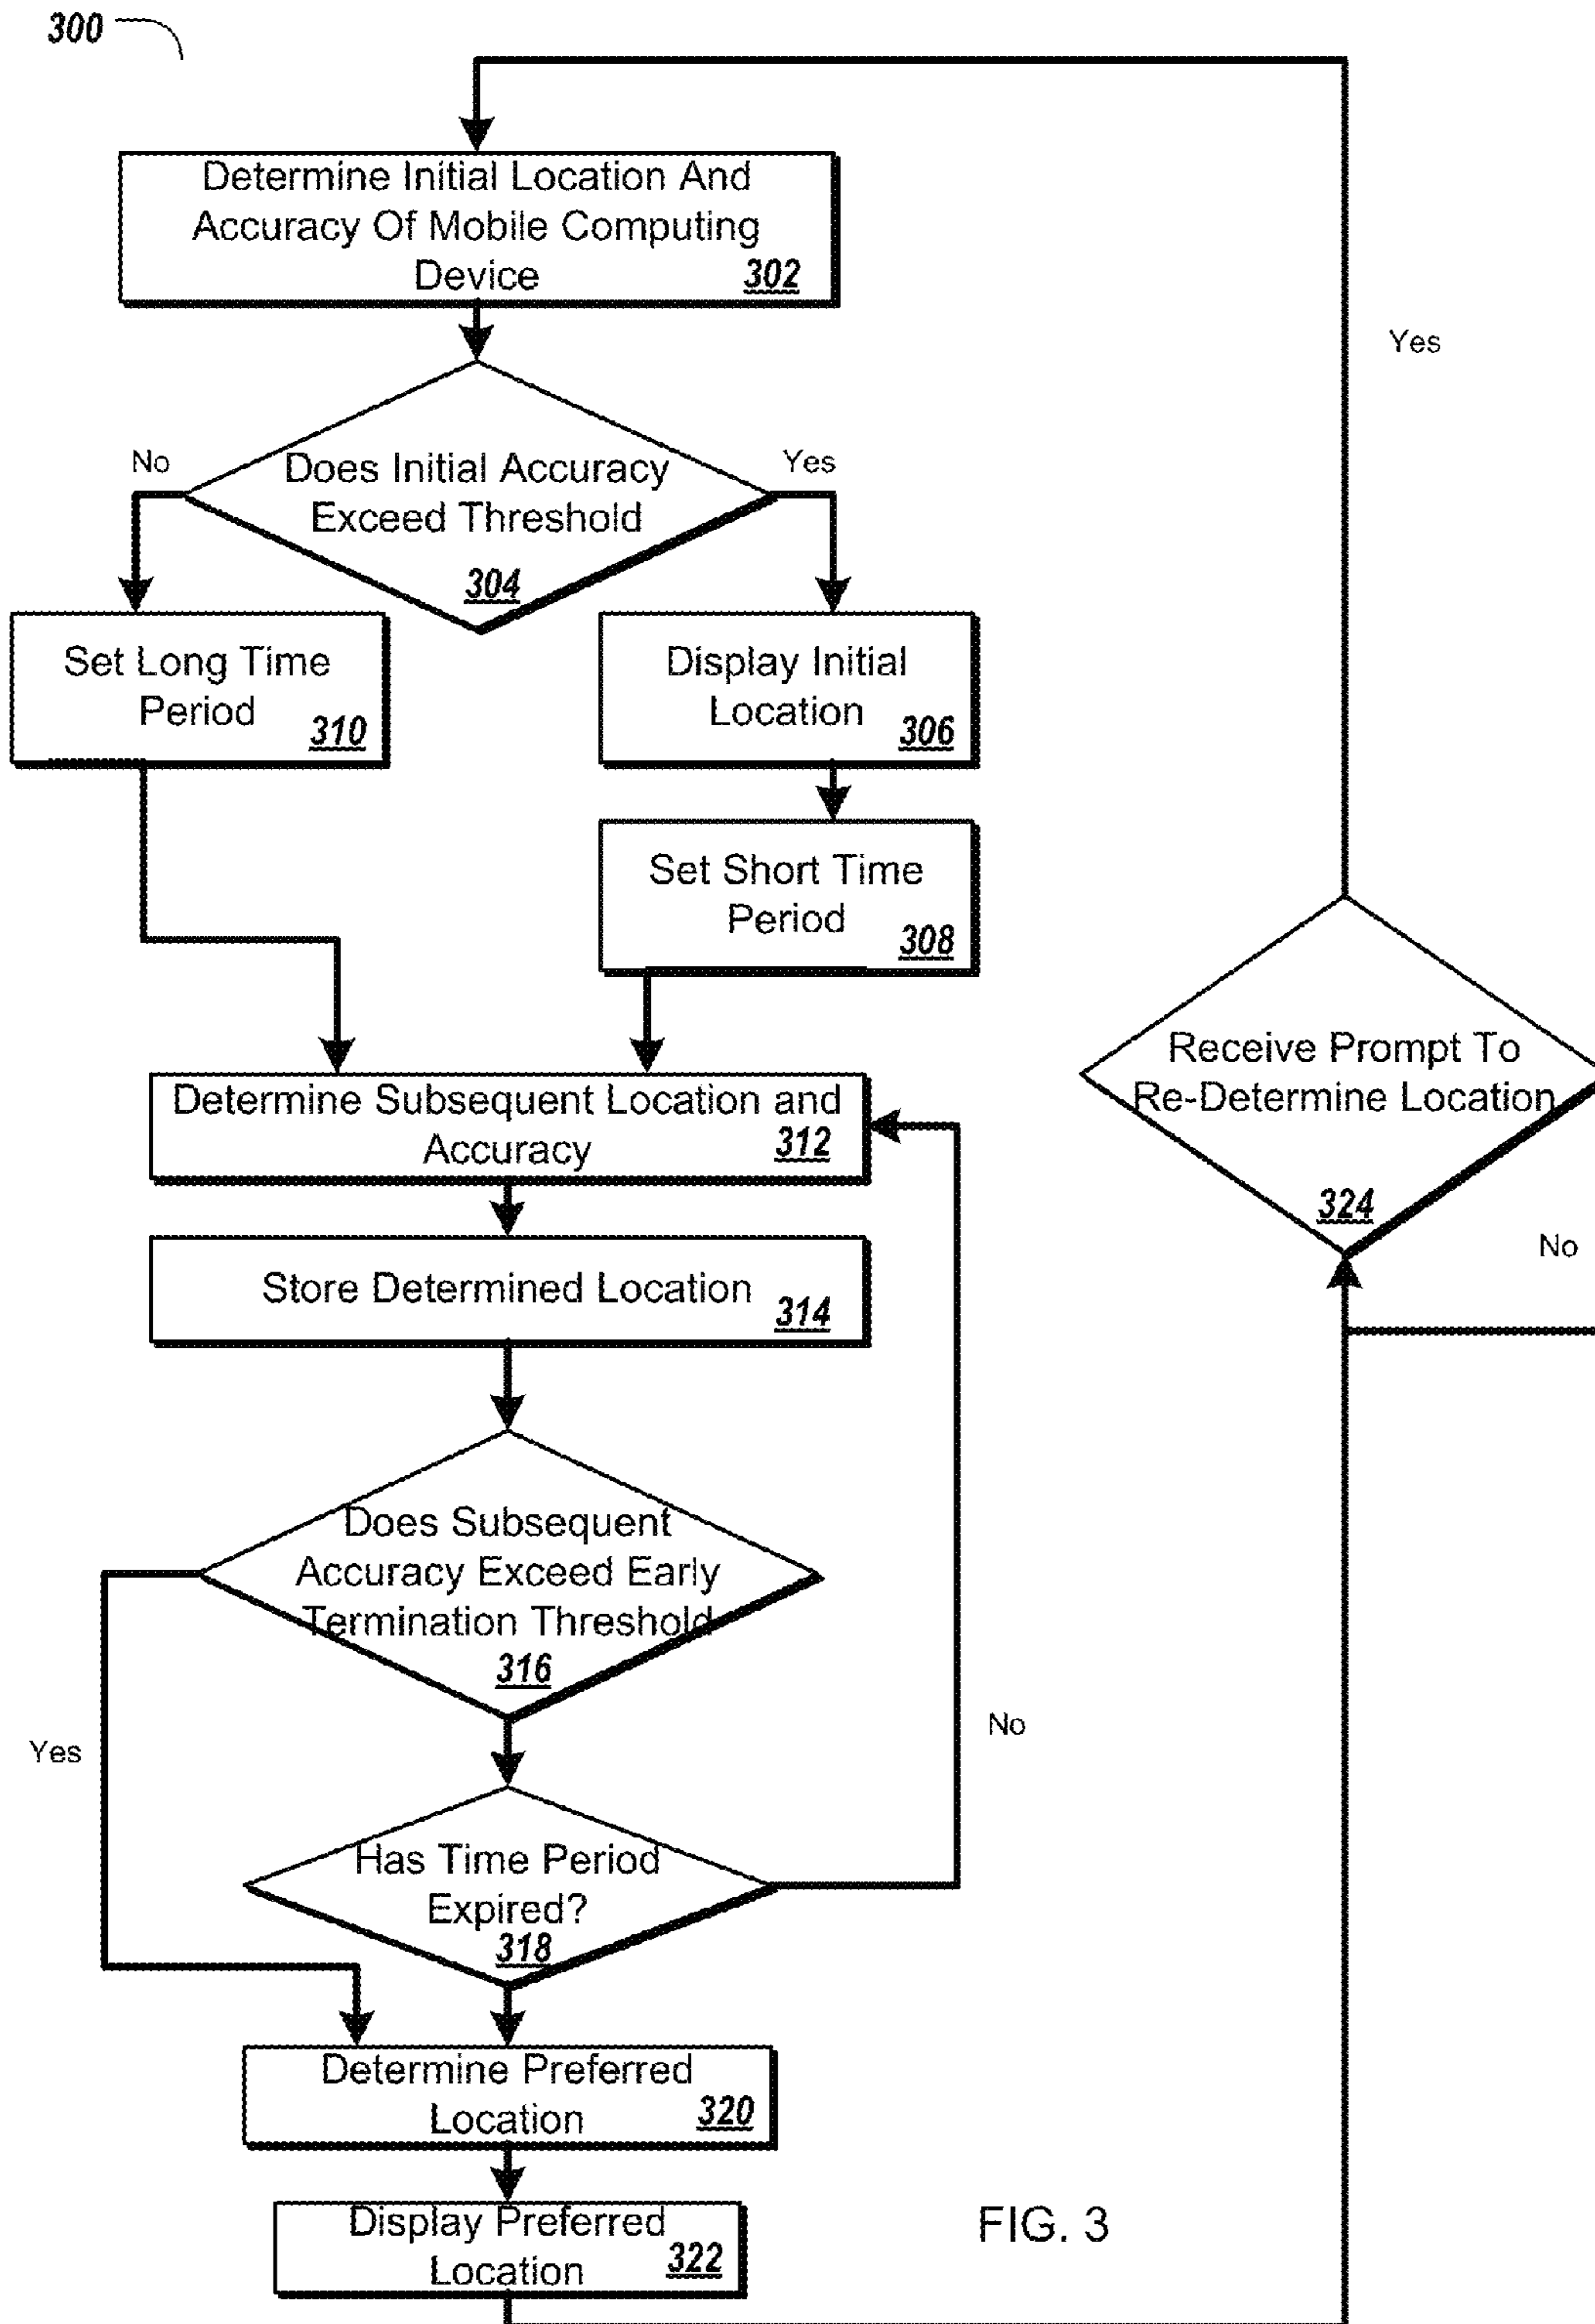 300
Determine Initial Location And
Accuracy Of Mobile Computing
Device 302
Yes
No
Yes
Does Initial Accuracy
Exceed Threshold
304
Set Long Time
Period 310
Display Initial
Location 306
Set Short Time
Period 308
Receive Prompt To
Re-Determine Location
324
No
Determine Subsequent Location and
Accuracy 312
Store Determined Location 314
Does Subsequent
Accuracy Exceed Early
Termination Threshold
316
Yes
No
Has Time Period
Expired?
318
Determine Preferred
Location 320
Display Preferred
Location 322
FIG. 3